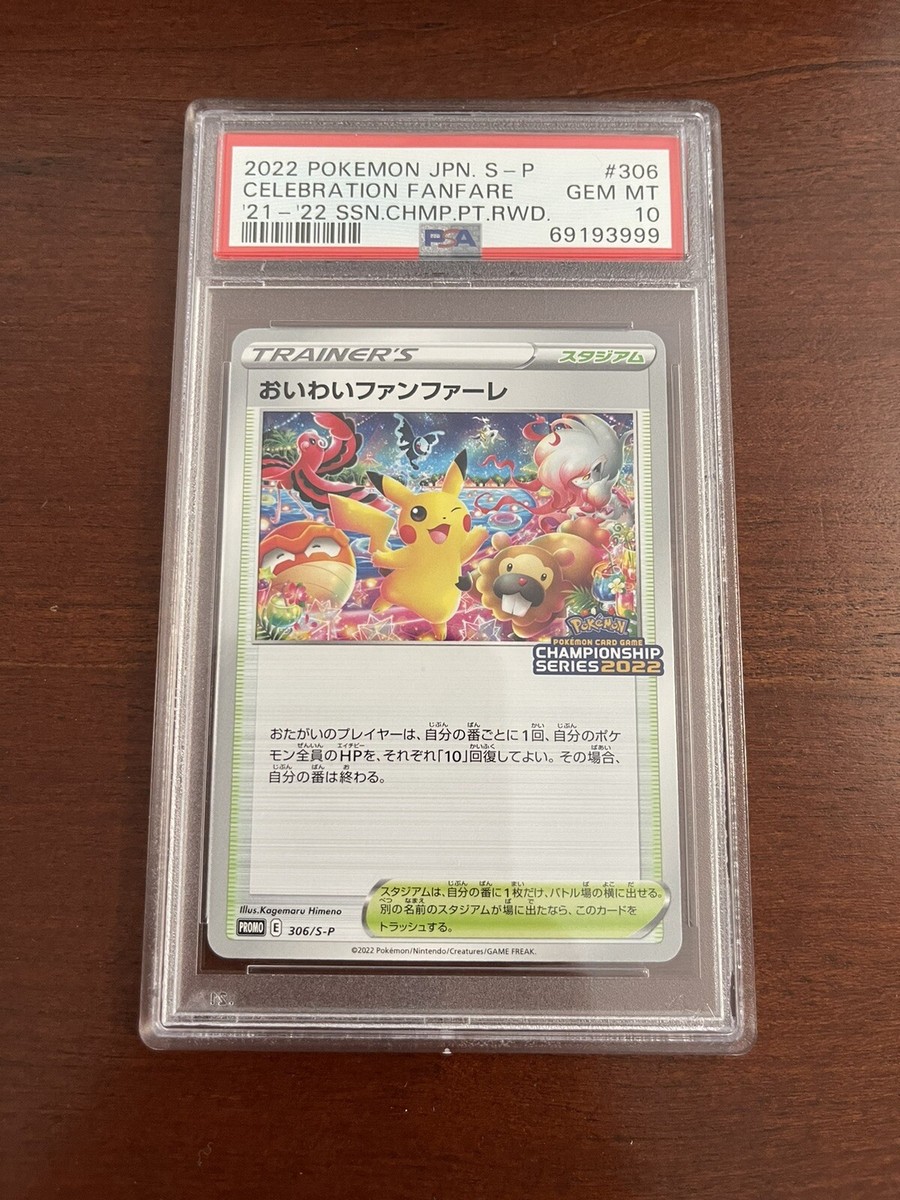 2022 POKEMON JPN. S-P #306
CELEBRATION FANFARE GEM MT
'21-'22 SSN.CHMP.PT.RWD. 10
PSA 69193999
TRAINER'S スタジアム
おいわいファンファーレ
POKÉMON
POKÉMON CARD GAME
CHAMPIONSHIP
SERIES 2022
おたがいのプレイヤーは、自分の番ごとに1回、自分のポケ
モン全員のHPを、それぞれ「10」回復してよい。その場合、
自分の番は終わる。
スタジアムは、自分の番に1枚だけ、バトル場の横に出せる。
別の名前のスタジアムが場に出たなら、このカードを
トラッシュする。
Illus.Kagemaru Himeno
PROMO E 306/S-P
©2022 Pokémon/Nintendo/Creatures/GAME FREAK.